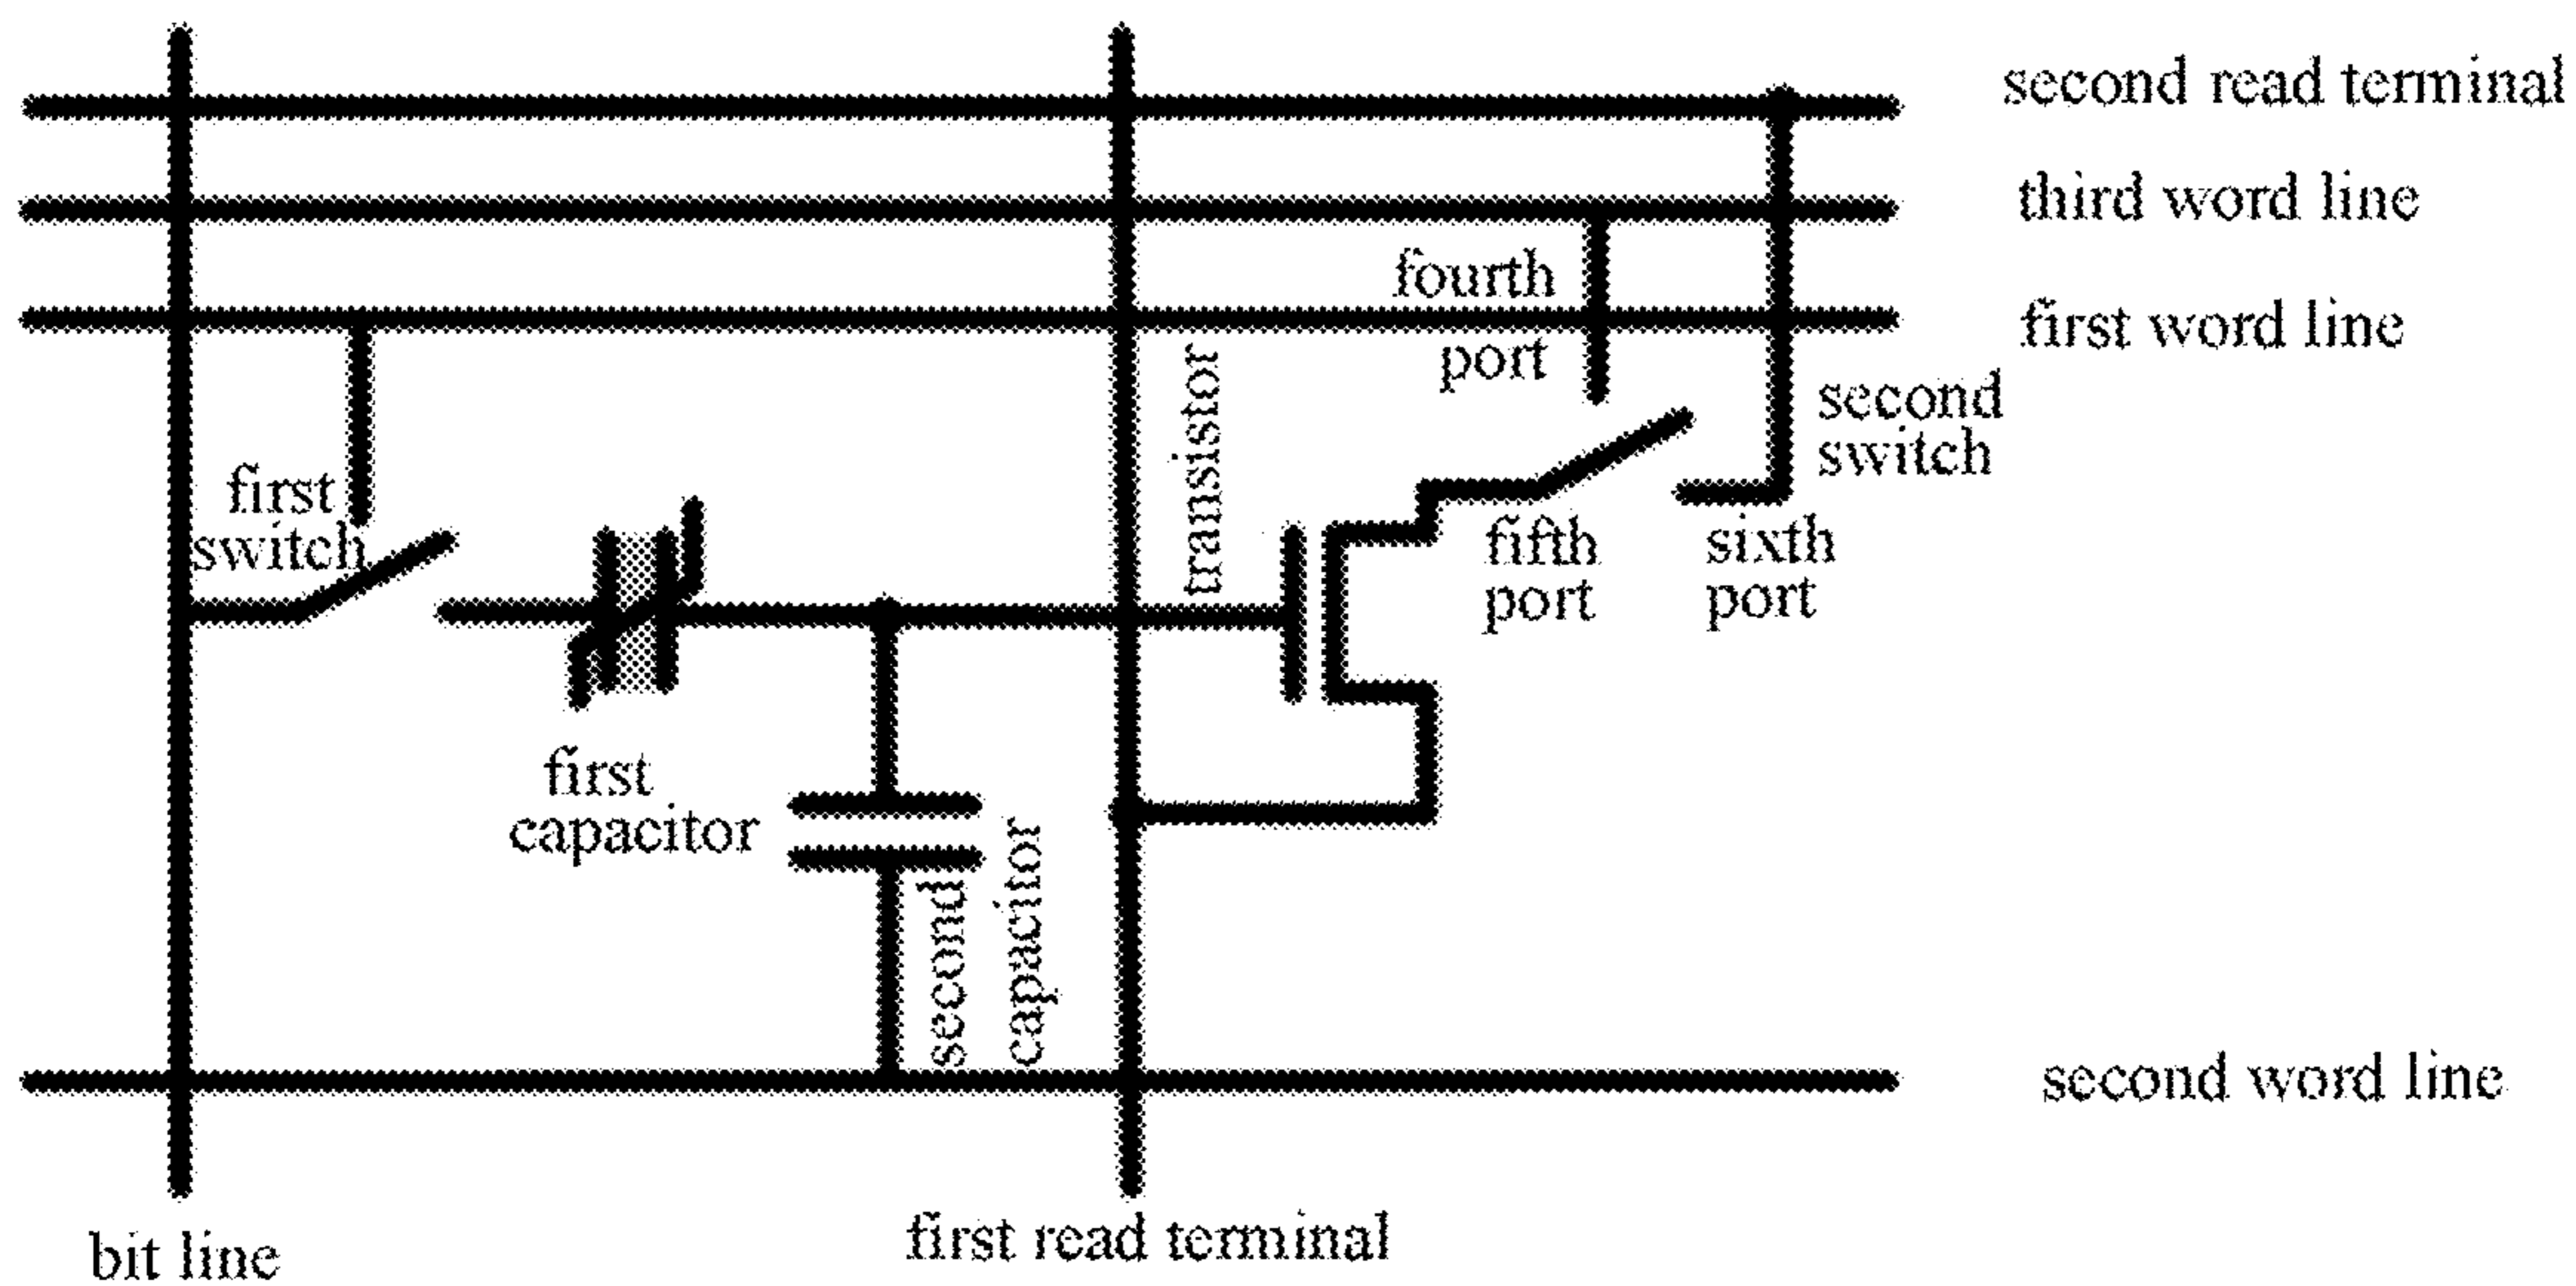 second read terminal
third word line
fourth
port
first word line
transistor
second
switch
first
switch
fifth
port
sixth
port
first
capacitor
second
capacitor
second word line
first read terminal
bit line